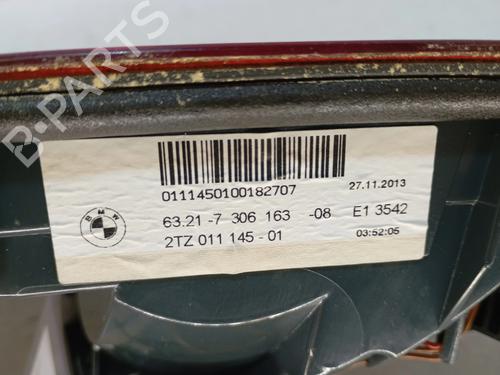 B-PARTS
0111450100182707
27.11.2013
BMW
63.21-7 306 163 -08 E1 3542
2TZ 011 145-01
03:52:05